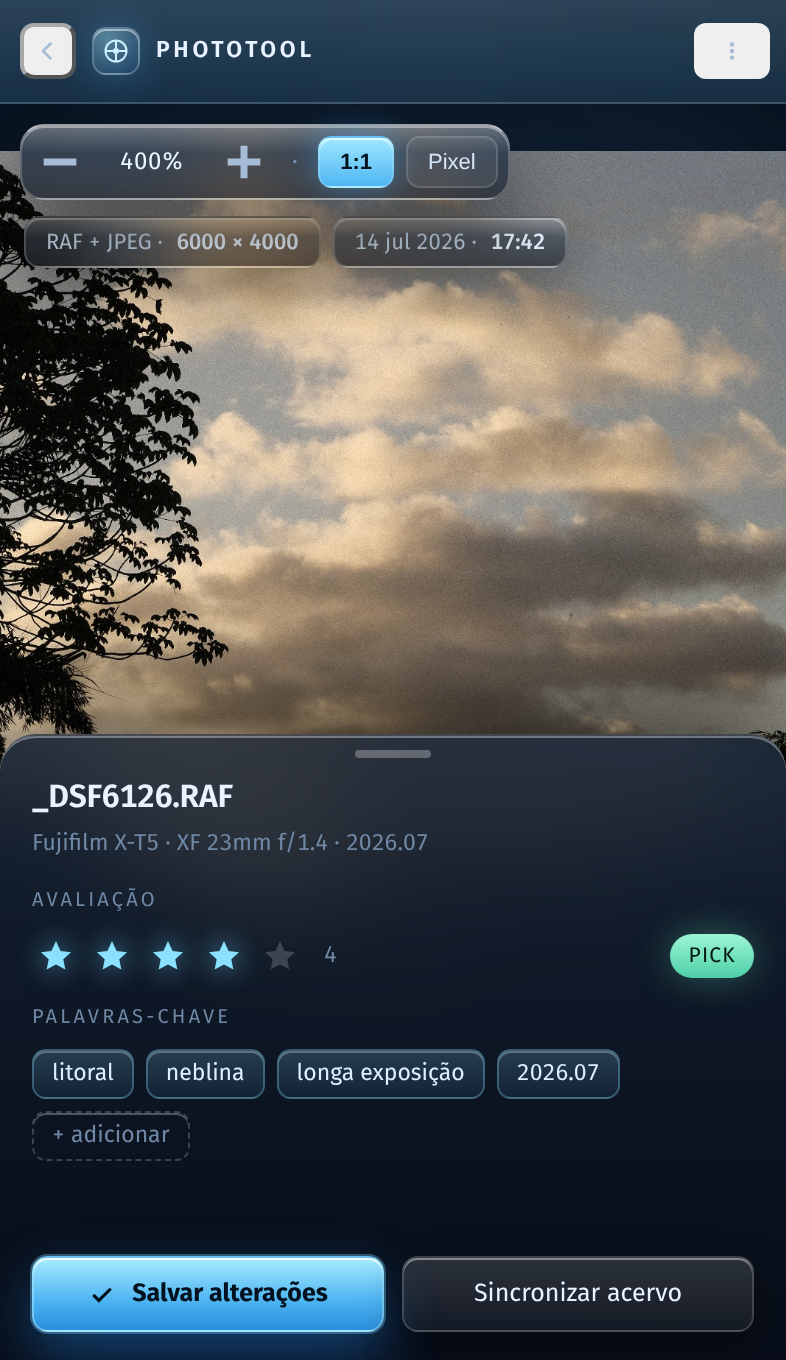 PHOTOTOOL
400% · 1:1 Pixel
RAF + JPEG · 6000 × 4000 14 jul 2026 · 17:42
_DSF6126.RAF
Fujifilm X-T5 · XF 23mm f/1.4 · 2026.07
AVALIAÇÃO
4 PICK
PALAVRAS-CHAVE
litoral neblina longa exposição 2026.07
+ adicionar
Salvar alterações Sincronizar acervo